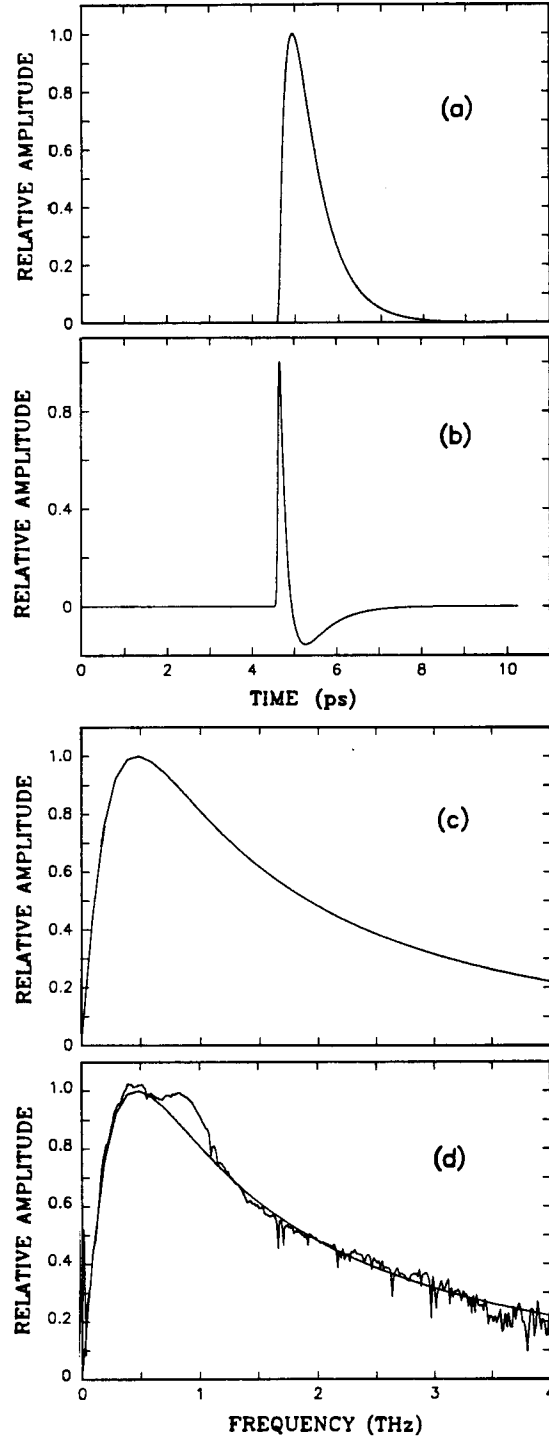 RELATIVE AMPLITUDE
1.0
0.8
0.6
0.4
0.2
0
(a)
RELATIVE AMPLITUDE
0.8
0.4
0
(b)
0 2 4 6 8 10
TIME (ps)
RELATIVE AMPLITUDE
1.0
0.8
0.6
0.4
0.2
0
(c)
RELATIVE AMPLITUDE
1.0
0.8
0.6
0.4
0.2
0
(d)
0 1 2 3 4
FREQUENCY (THz)